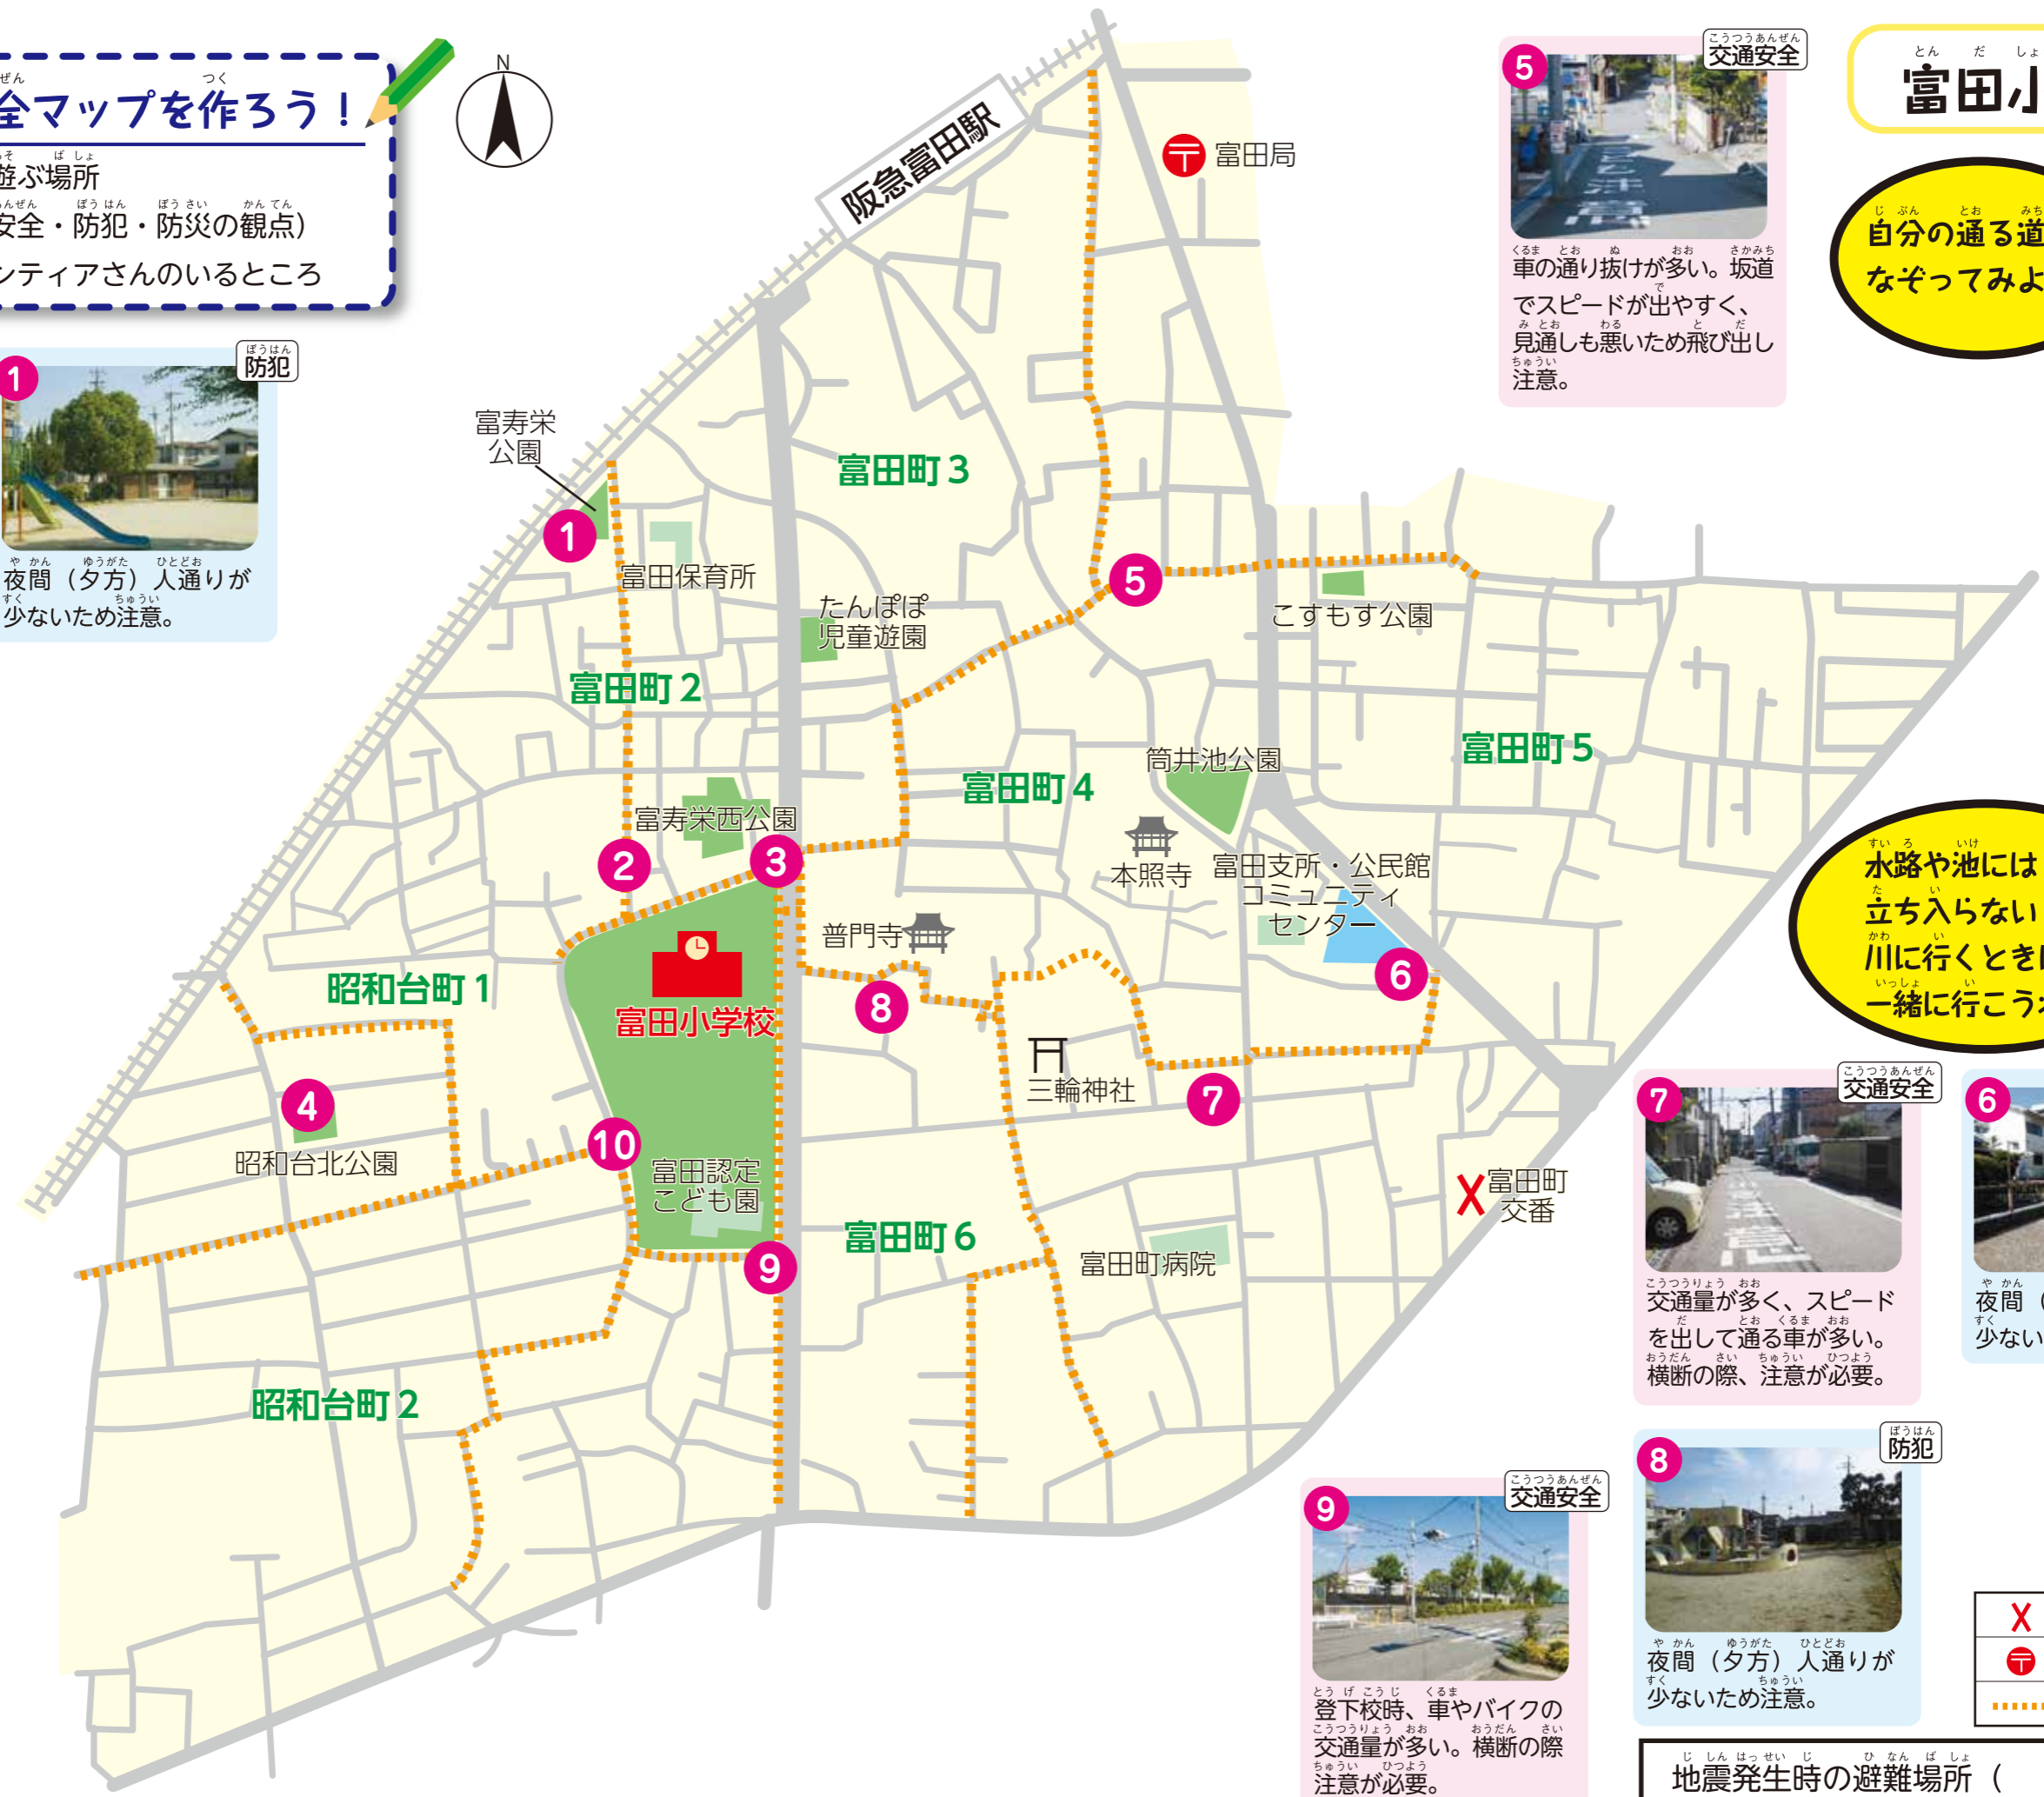 全マップを作ろう！
遊ぶ場所
安全・防犯・防災の観点）
ンティアさんのいるところ
N
1
防犯
夜間（夕方）人通りが
少ないため注意。
阪急富田駅
富田局
5
交通安全
車の通り抜けが多い。坂道
でスピードが出やすく、
見通しも悪いため飛び出し
注意。
富田小
自分の通る道
なぞってみよ
富寿栄
公園
1
富田保育所
富田町3
たんぽぽ
児童遊園
5
こすもす公園
富田町2
富田町4
筒井池公園
富田町5
富寿栄西公園
2
3
本照寺
富田支所・公民館
コミュニティ
センター
普門寺
6
8
昭和台町1
富田小学校
三輪神社
7
4
昭和台北公園
10
富田認定
こども園
富田町
交番
富田町6
富田町病院
9
昭和台町2
水路や池には
立ち入らない
川に行くとき
一緒に行こう
7
交通安全
交通量が多く、スピード
を出して通る車が多い。
横断の際、注意が必要。
6
夜間（
少ない
8
防犯
夜間（夕方）人通りが
少ないため注意。
9
交通安全
登下校時、車やバイクの
交通量が多い。横断の際
注意が必要。
地震発生時の避難場所（